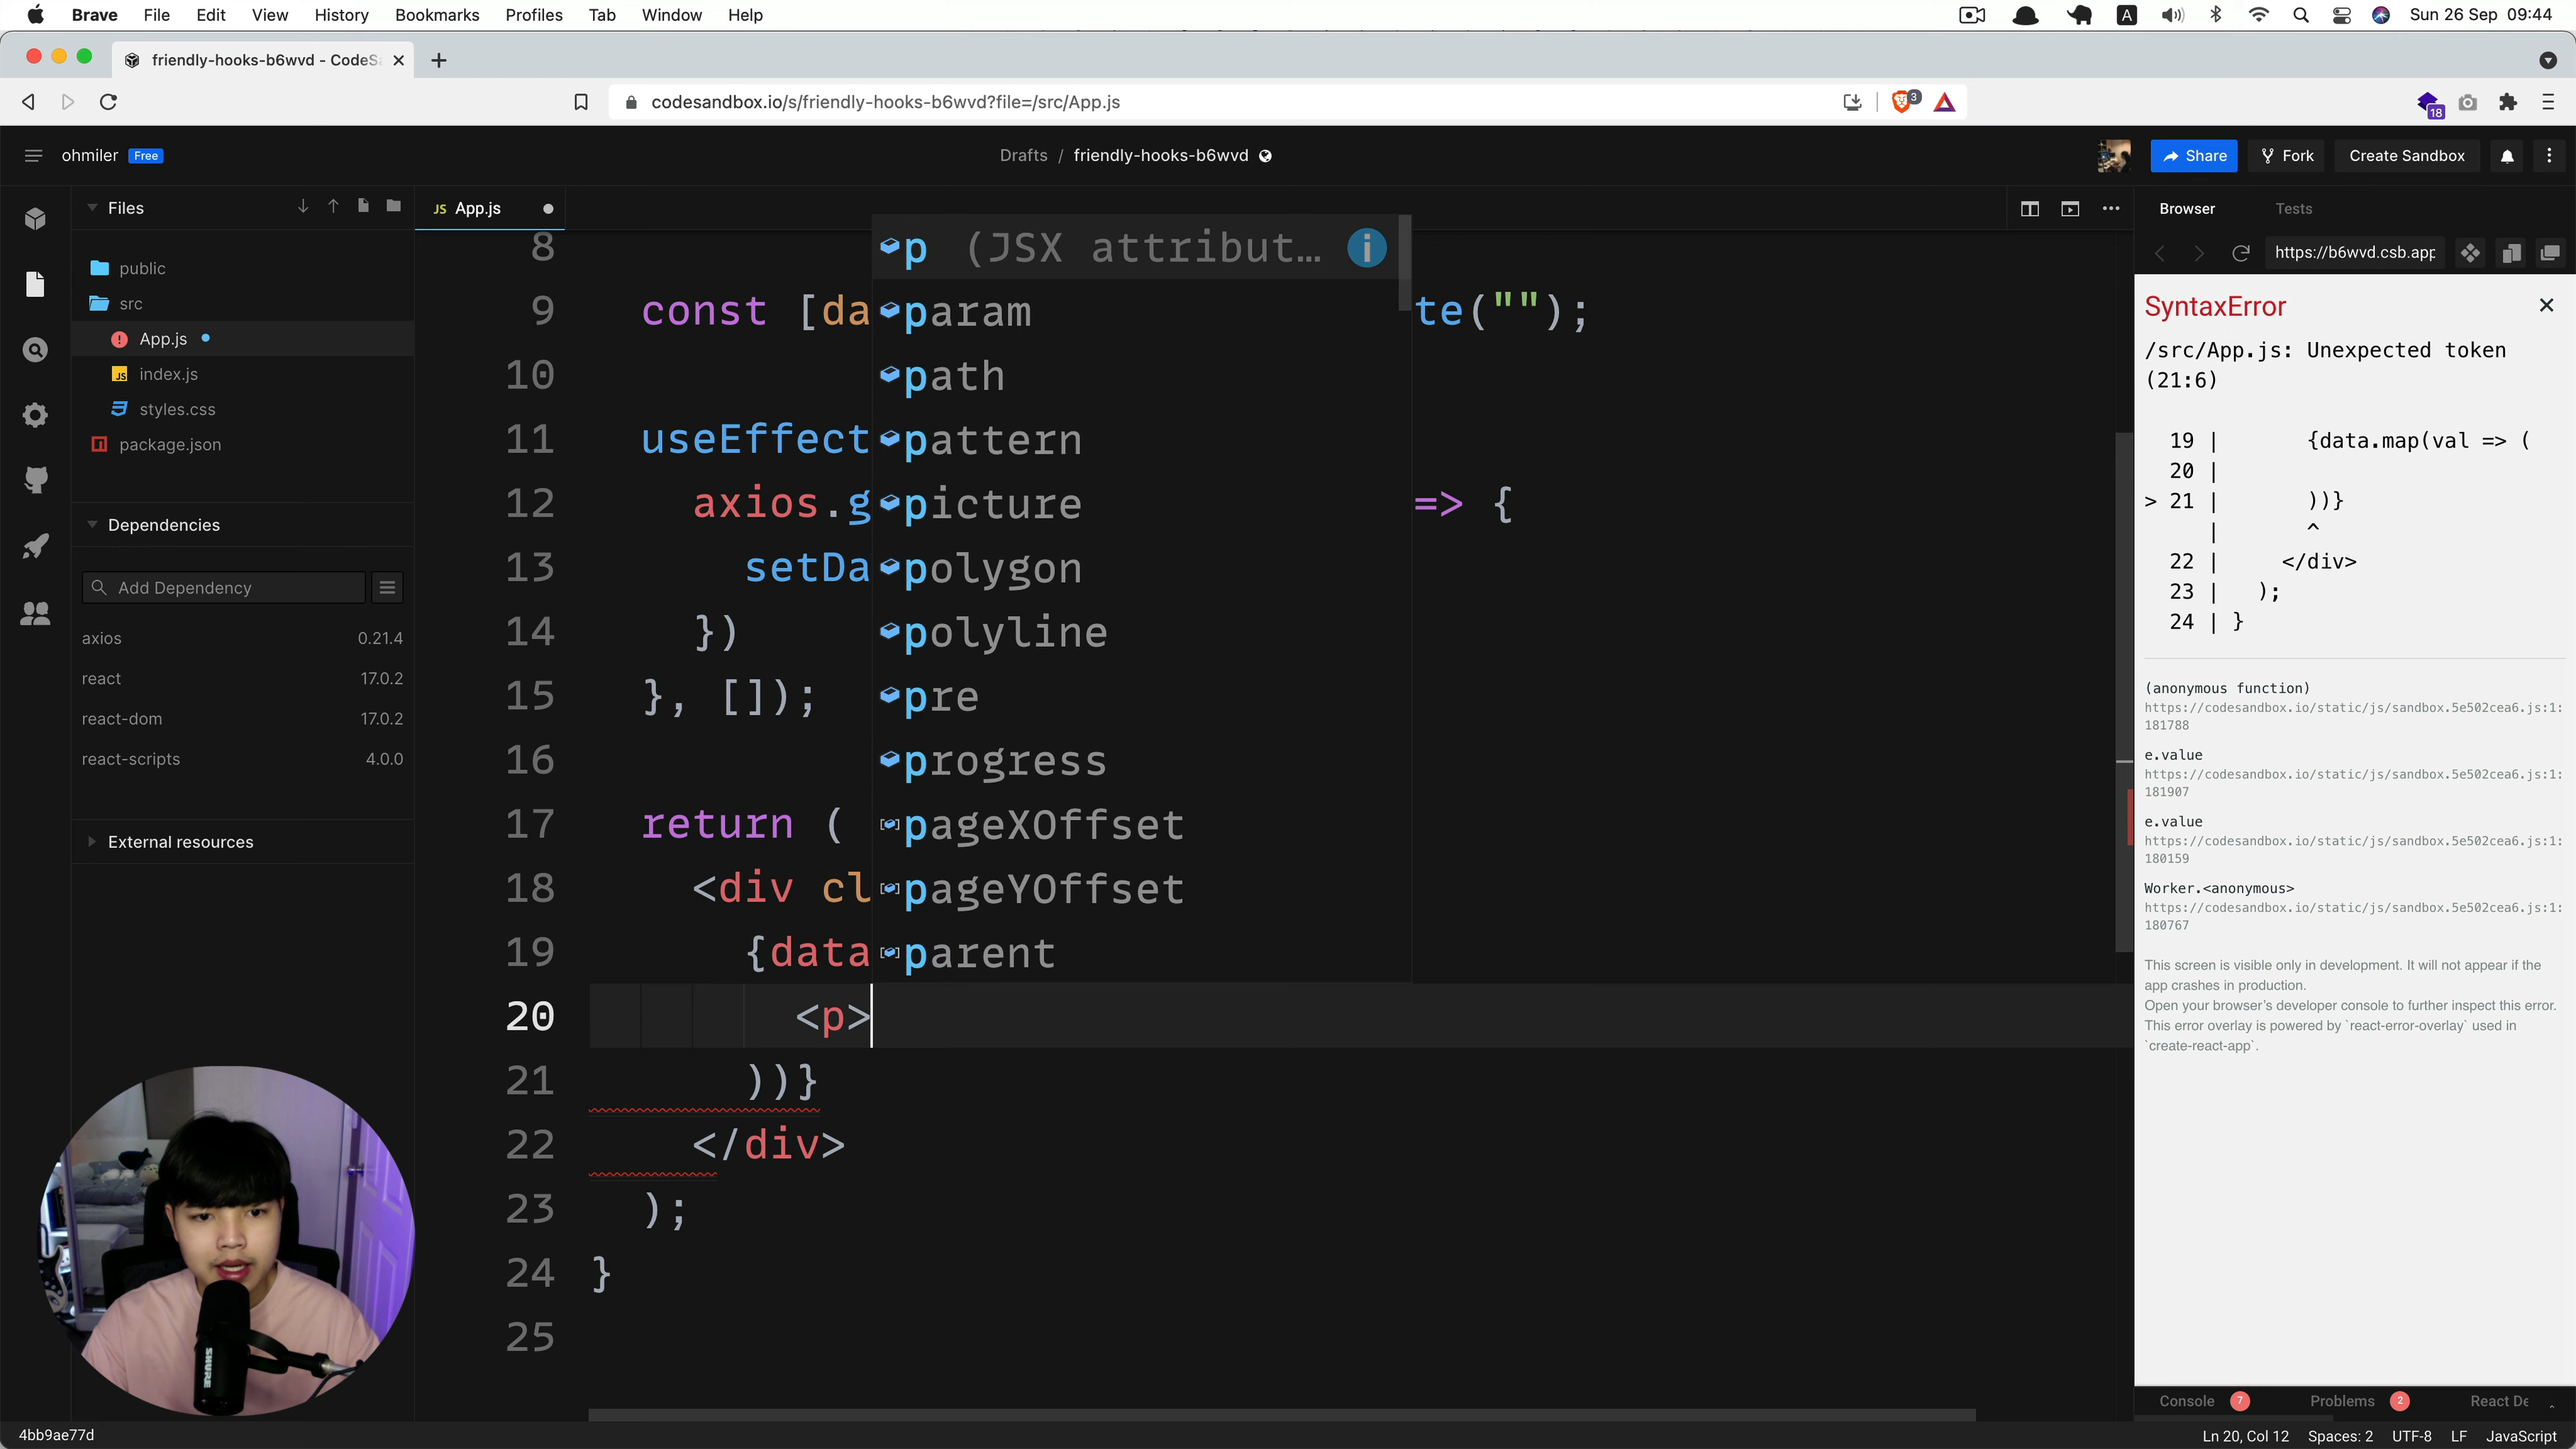 Brave File Edit View History Bookmarks Profiles Tab Window Help
A
Sun 26 Sep 09:44
friendly-hooks-b6wvd - CodeSa
codesandbox.io/s/friendly-hooks-b6wvd?file=/src/App.js
3
18
ohmiler Free
Drafts / friendly-hooks-b6wvd
Share Fork Create Sandbox
Files
public
src
App.js
index.js
JS
styles.css
package.json
Dependencies
Add Dependency
axios 0.21.4
react 17.0.2
react-dom 17.0.2
react-scripts 4.0.0
External resources
JS App.js
8
9 const [da te("");
10
11 useEffect
12 axios.g => {
13 setDa
14 })
15 }, []);
16
17 return (
18 <div cl
19 {data
20 <p>
21 ))}
22 </div>
23 );
24 }
25
p (JSX attribut...
param
path
pattern
picture
polygon
polyline
pre
progress
pageXOffset
pageYOffset
parent
Browser Tests
https://b6wvd.csb.app
SyntaxError
/src/App.js: Unexpected token
(21:6)
19 | {data.map(val => (
20 |
> 21 | ))}
| ^
22 | </div>
23 | );
24 | }
(anonymous function)
https://codesandbox.io/static/js/sandbox.5e502cea6.js:1:
181788
e.value
https://codesandbox.io/static/js/sandbox.5e502cea6.js:1:
181907
e.value
https://codesandbox.io/static/js/sandbox.5e502cea6.js:1:
180159
Worker.<anonymous>
https://codesandbox.io/static/js/sandbox.5e502cea6.js:1:
180767
This screen is visible only in development. It will not appear if the
app crashes in production.
Open your browser's developer console to further inspect this error.
This error overlay is powered by `react-error-overlay` used in
`create-react-app`.
Console 7 Problems 2 React De
SHURE
4bb9ae77d
Ln 20, Col 12 Spaces: 2 UTF-8 LF JavaScript